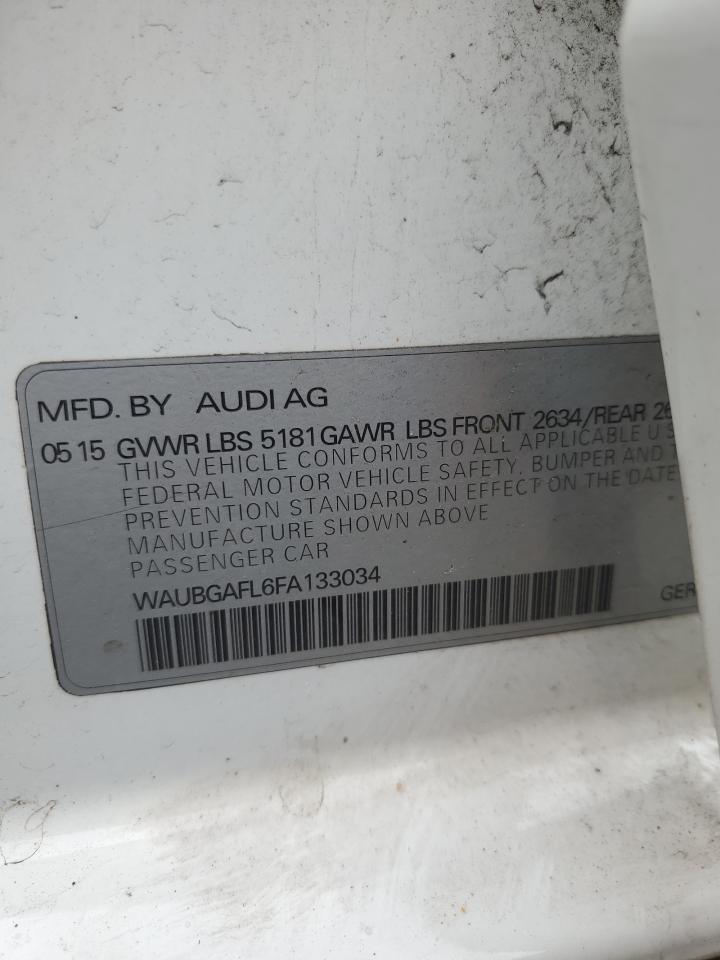 MFD. BY AUDI AG
05 15 GVWR LBS 5181 GAWR LBS FRONT 2634/REAR 26
THIS VEHICLE CONFORMS TO ALL APPLICABLE U S
FEDERAL MOTOR VEHICLE SAFETY, BUMPER AND T
PREVENTION STANDARDS IN EFFECT ON THE DATE
MANUFACTURE SHOWN ABOVE
PASSENGER CAR
WAUBGAFL6FA133034
GER